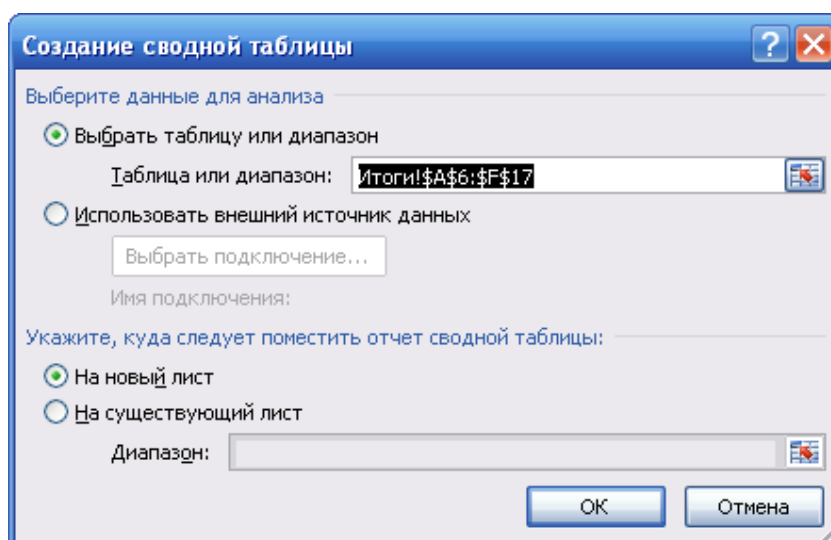 Создание сводной таблицы
Выберите данные для анализа
Выбрать таблицу или диапазон
Таблица или диапазон: Итоги!$A$6:$F$17
Использовать внешний источник данных
Выбрать подключение...
Имя подключения:
Укажите, куда следует поместить отчет сводной таблицы:
На новый лист
На существующий лист
Диапазон:
ОК Отмена